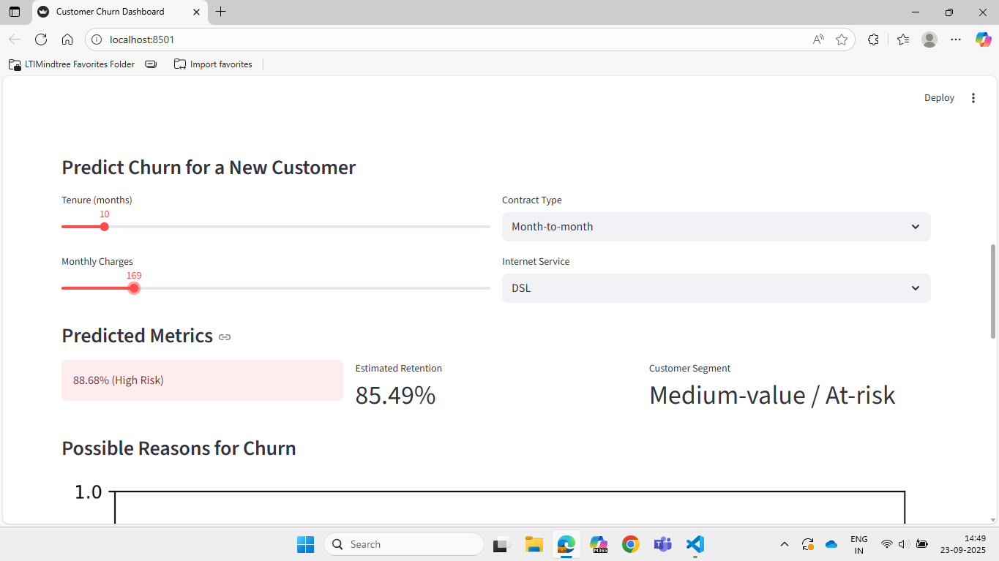 Customer Churn Dashboard
localhost:8501
LTIMindtree Favorites Folder
Import favorites
Deploy
Predict Churn for a New Customer
Tenure (months)
10
Contract Type
Month-to-month
Monthly Charges
169
Internet Service
DSL
Predicted Metrics
88.68% (High Risk)
Estimated Retention
85.49%
Customer Segment
Medium-value / At-risk
Possible Reasons for Churn
1.0
Search
M365
ENG
IN
14:49
23-09-2025